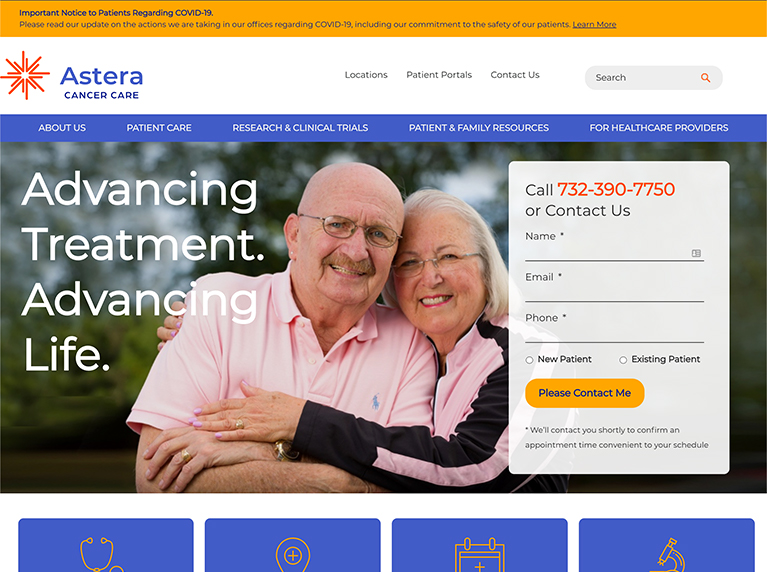 Important Notice to Patients Regarding COVID-19.
Please read our update on the actions we are taking in our offices regarding COVID-19, including our commitment to the safety of our patients. Learn More
Astera
CANCER CARE
Locations Patient Portals Contact Us Search
ABOUT US PATIENT CARE RESEARCH & CLINICAL TRIALS PATIENT & FAMILY RESOURCES FOR HEALTHCARE PROVIDERS
Advancing
Treatment.
Advancing
Life.
Call 732-390-7750
or Contact Us
Name *
Email *
Phone *
New Patient Existing Patient
Please Contact Me
* We'll contact you shortly to confirm an
appointment time convenient to your schedule